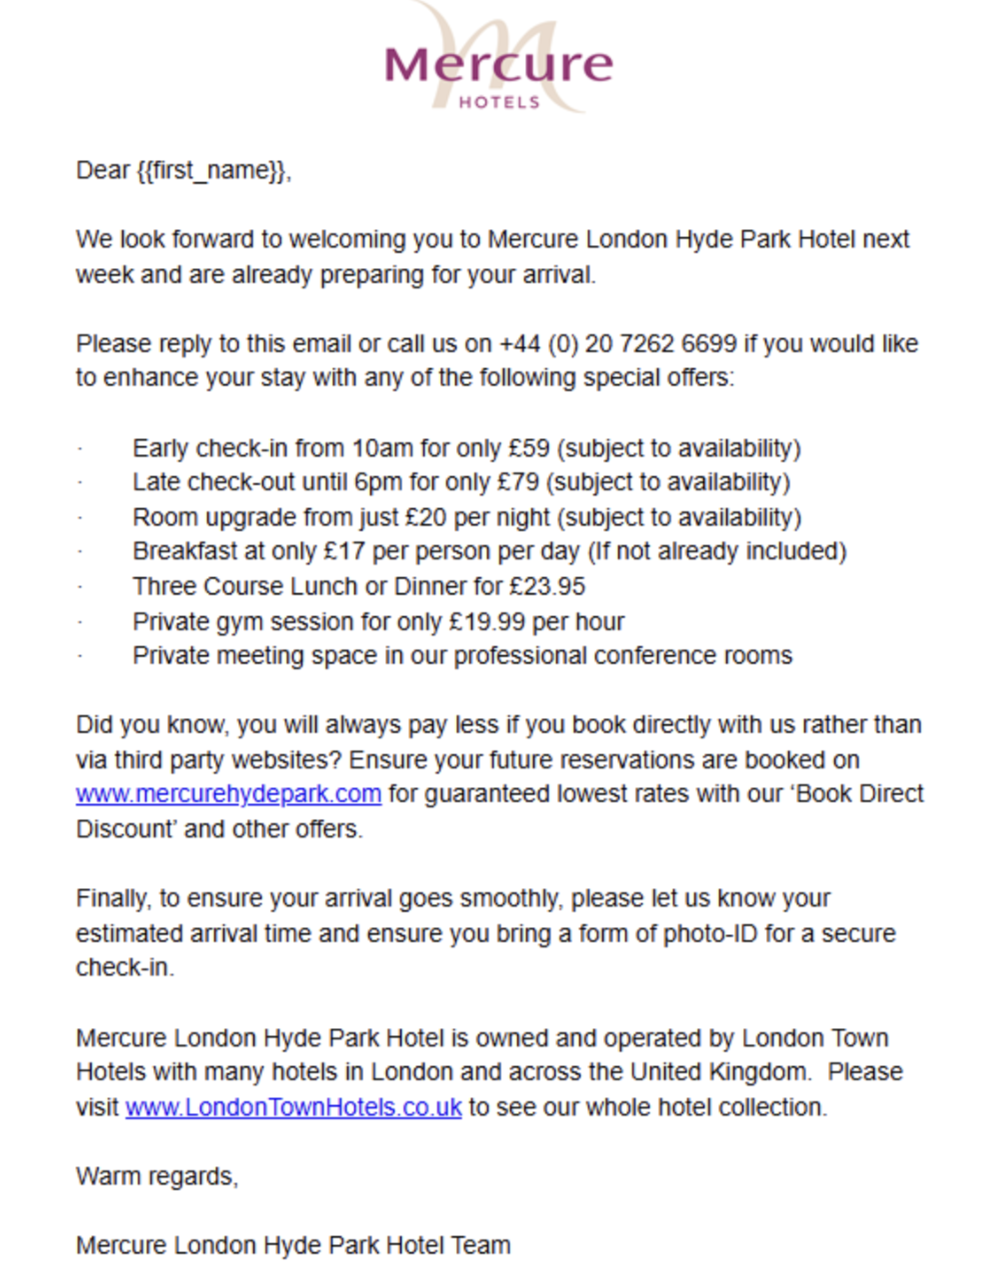 Mercure
HOTELS
Dear {{first_name}},
We look forward to welcoming you to Mercure London Hyde Park Hotel next
week and are already preparing for your arrival.
Please reply to this email or call us on +44 (0) 20 7262 6699 if you would like
to enhance your stay with any of the following special offers:
· Early check-in from 10am for only £59 (subject to availability)
· Late check-out until 6pm for only £79 (subject to availability)
· Room upgrade from just £20 per night (subject to availability)
· Breakfast at only £17 per person per day (If not already included)
· Three Course Lunch or Dinner for £23.95
· Private gym session for only £19.99 per hour
· Private meeting space in our professional conference rooms
Did you know, you will always pay less if you book directly with us rather than
via third party websites? Ensure your future reservations are booked on
www.mercurehydepark.com for guaranteed lowest rates with our ‘Book Direct
Discount’ and other offers.
Finally, to ensure your arrival goes smoothly, please let us know your
estimated arrival time and ensure you bring a form of photo-ID for a secure
check-in.
Mercure London Hyde Park Hotel is owned and operated by London Town
Hotels with many hotels in London and across the United Kingdom.  Please
visit www.LondonTownHotels.co.uk to see our whole hotel collection.
Warm regards,
Mercure London Hyde Park Hotel Team